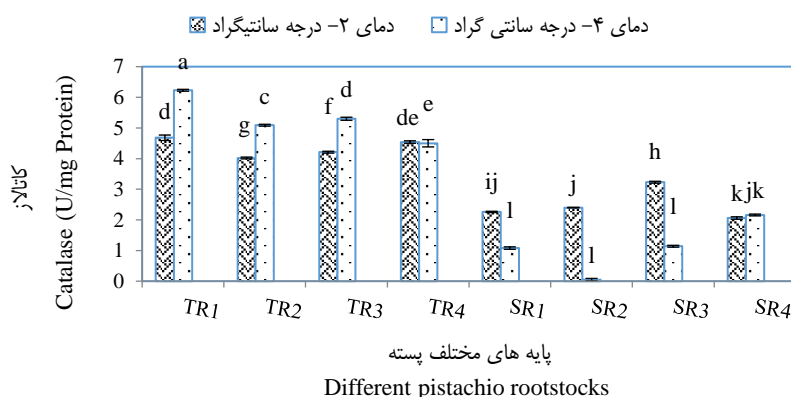 دمای ۲- درجه سانتیگراد دمای ۴- درجه سانتی گراد
کاتالاز
Catalase (U/mg Protein)
7
6
5
4
3
2
1
0
d a g c f d de e ij l j l h l k jk
TR1 TR2 TR3 TR4 SR1 SR2 SR3 SR4
پایه های مختلف پسته
Different pistachio rootstocks